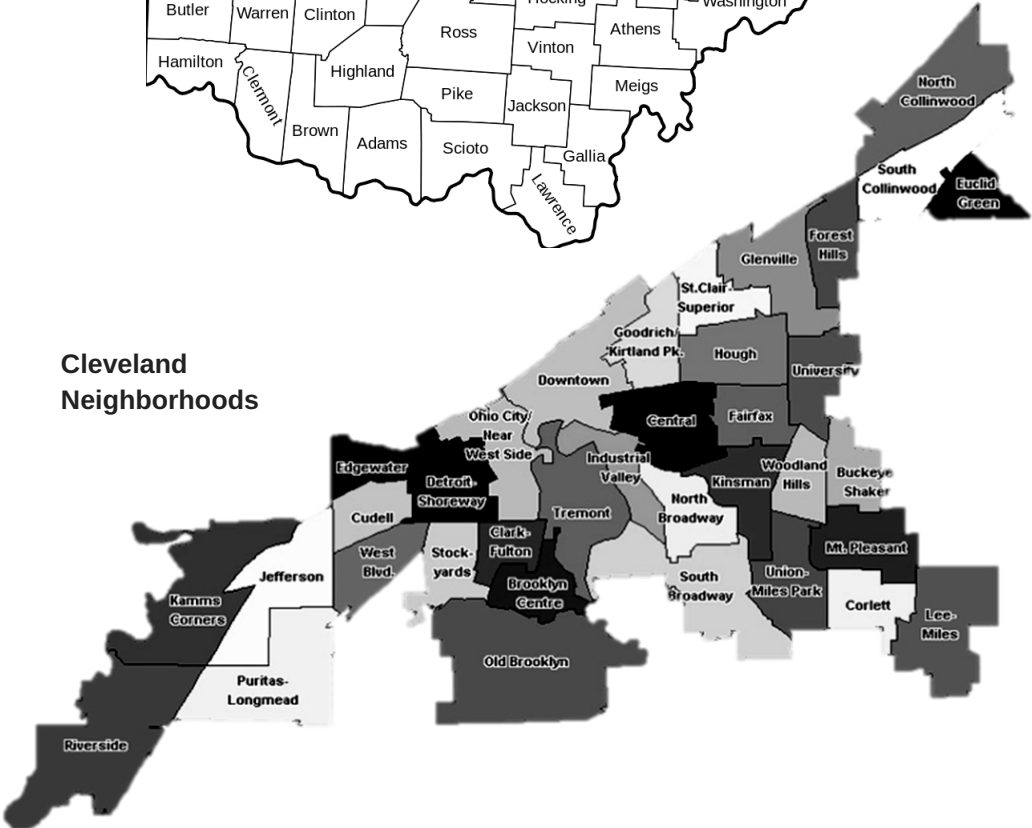 Butler
Warren
Clinton
Ross
Hocking
Athens
Washington
Vinton
Hamilton
Clermont
Highland
Pike
Jackson
Meigs
Brown
Adams
Scioto
Gallia
Lawrence
Cleveland
Neighborhoods
North
Collinwood
South
Collinwood
Euclid
Green
Forest
Hills
Glenville
St.Clair-
Superior
Goodrich/
Kirtland Pk.
Hough
University
Downtown
Ohio City/
Near
West Side
Central
Fairfax
Edgewater
Detroit-
Shoreway
Industrial
Valley
Kinsman
Woodland
Hills
Buckeye
Shaker
Cudell
Tremont
North
Broadway
West
Blvd.
Stock-
yards
Clark-
Fulton
Brooklyn
Centre
Mt. Pleasant
Jefferson
South
Broadway
Union-
Miles Park
Corlett
Kamms
Corners
Lee-
Miles
Old Brooklyn
Puritas-
Longmead
Riverside